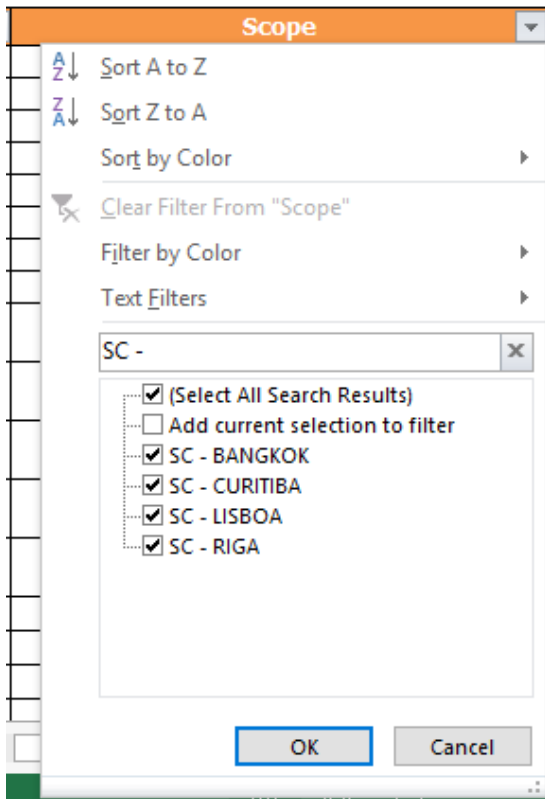 Scope
Sort A to Z
Sort Z to A
Sort by Color
Clear Filter From "Scope"
Filter by Color
Text Filters
SC -
(Select All Search Results)
Add current selection to filter
SC - BANGKOK
SC - CURITIBA
SC - LISBOA
SC - RIGA
OK Cancel